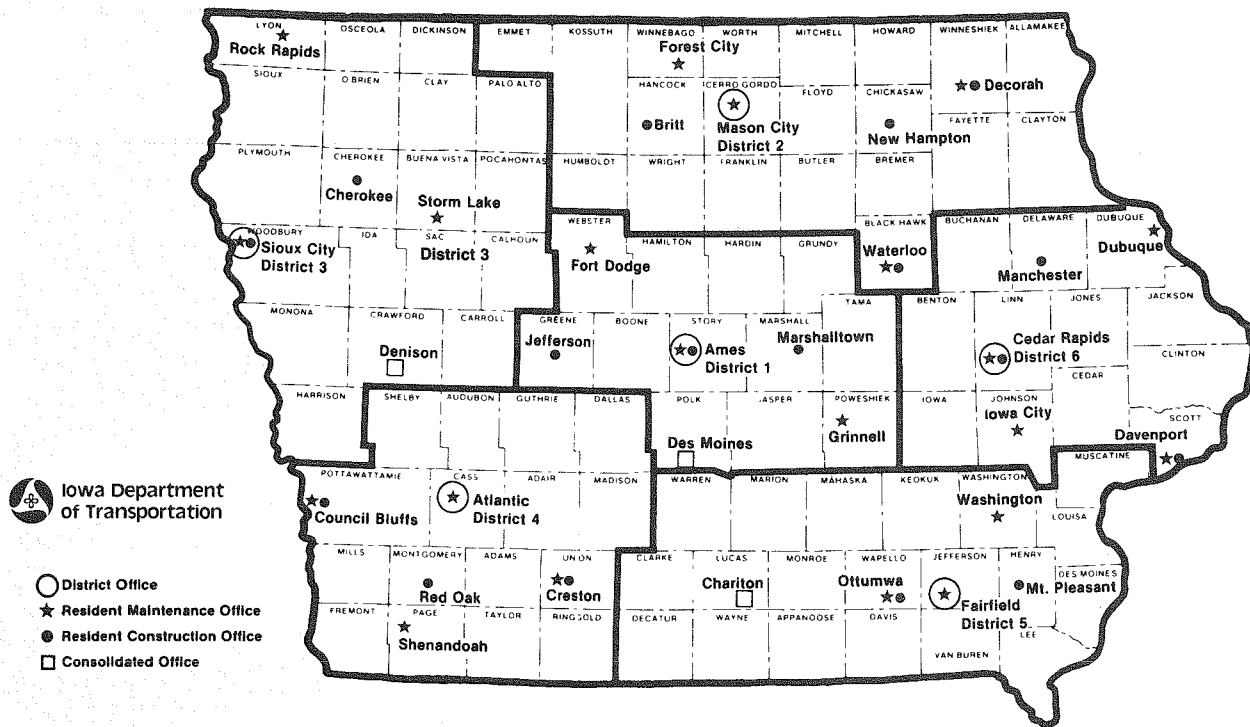 LYON
OSCEOLA
DICKINSON
EMMET
KOSSUTH
WINNEBAGO
WORTH
MITCHELL
HOWARD
WINNESHIEK
ALLAMAKEE
Rock Rapids
Forest City
SIOUX
O'BRIEN
CLAY
PALO ALTO
HANCOCK
CERRO GORDO
FLOYD
CHICKASAW
Decorah
Britt
Mason City
District 2
New Hampton
FAYETTE
CLAYTON
PLYMOUTH
CHEROKEE
BUENA VISTA
POCAHONTAS
HUMBOLDT
WRIGHT
FRANKLIN
BUTLER
BREMER
Cherokee
Storm Lake
WOODBURY
IDA
SAC
CALHOUN
WEBSTER
HAMILTON
HARDIN
GRUNDY
BLACK HAWK
BUCHANAN
DELAWARE
DUBUQUE
Sioux City
District 3
District 3
Fort Dodge
Waterloo
Manchester
Dubuque
MONONA
CRAWFORD
CARROLL
GREENE
BOONE
STORY
MARSHALL
TAMA
BENTON
LINN
JONES
JACKSON
Denison
Jefferson
Ames
District 1
Marshalltown
Cedar Rapids
District 6
CLINTON
CEDAR
HARRISON
SHELBY
AUDUBON
GUTHRIE
DALLAS
POLK
JASPER
POWESHIEK
IOWA
JOHNSON
SCOTT
Des Moines
Grinnell
Iowa City
Davenport
MUSCATINE
POTTAWATTAMIE
CASS
ADAIR
MADISON
WARREN
MARION
MAHASKA
KEOKUK
WASHINGTON
LOUISA
Iowa Department
of Transportation
Council Bluffs
Atlantic
District 4
Washington
MILLS
MONTGOMERY
ADAMS
UNION
CLARKE
LUCAS
MONROE
WAPELLO
JEFFERSON
HENRY
DES MOINES
Red Oak
Creston
Chariton
Ottumwa
Fairfield
District 5
Mt. Pleasant
FREMONT
PAGE
TAYLOR
RINGGOLD
DECATUR
WAYNE
APPANOOSE
DAVIS
VAN BUREN
LEE
Shenandoah
District Office
Resident Maintenance Office
Resident Construction Office
Consolidated Office